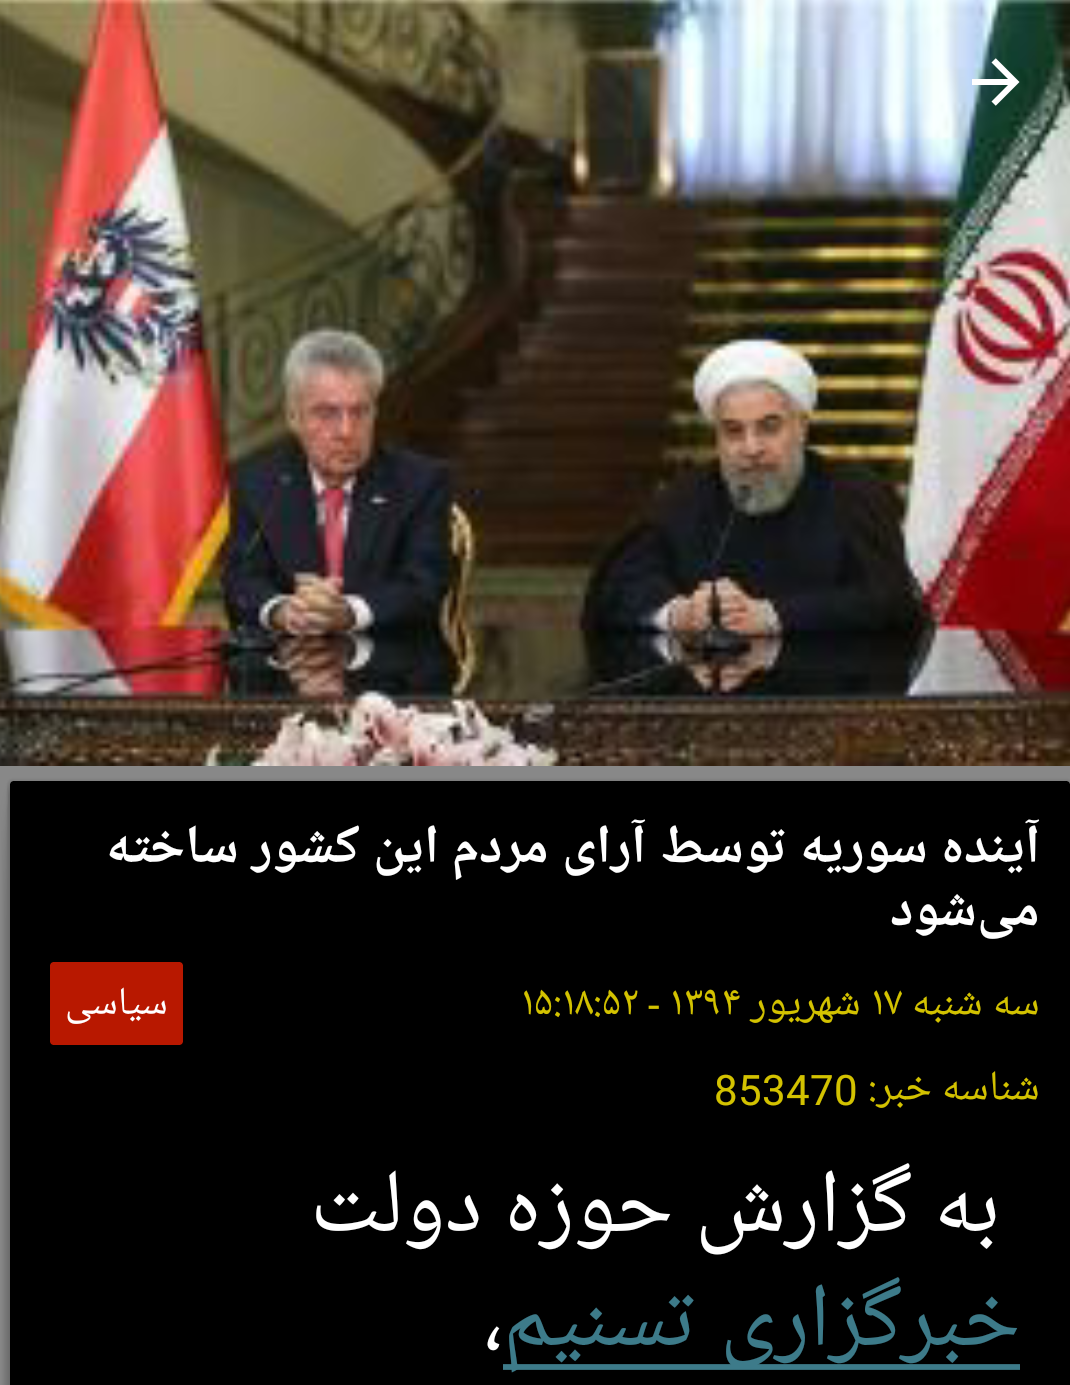 آینده سوریه توسط آرای مردم این کشور ساخته
می‌شود
سه شنبه ۱۷ شهریور ۱۳۹۴ - ۱۵:۱۸:۵۲
سیاسی
شناسه خبر: 853470
به گزارش حوزه دولت
خبرگزاری تسنیم،